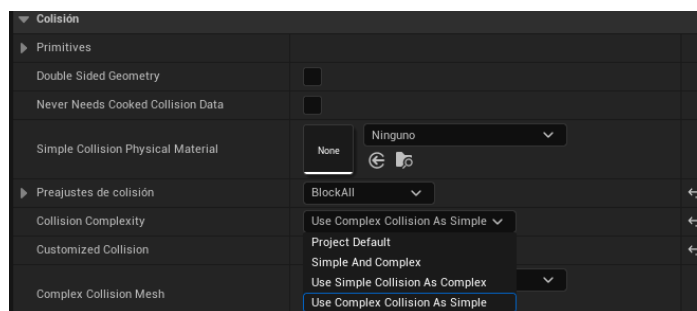 Colisión
Primitives
Double Sided Geometry
Never Needs Cooked Collision Data
Simple Collision Physical Material
None
Ninguno
Preajustes de colisión
BlockAll
Collision Complexity
Use Complex Collision As Simple
Customized Collision
Project Default
Simple And Complex
Use Simple Collision As Complex
Complex Collision Mesh
Use Complex Collision As Simple